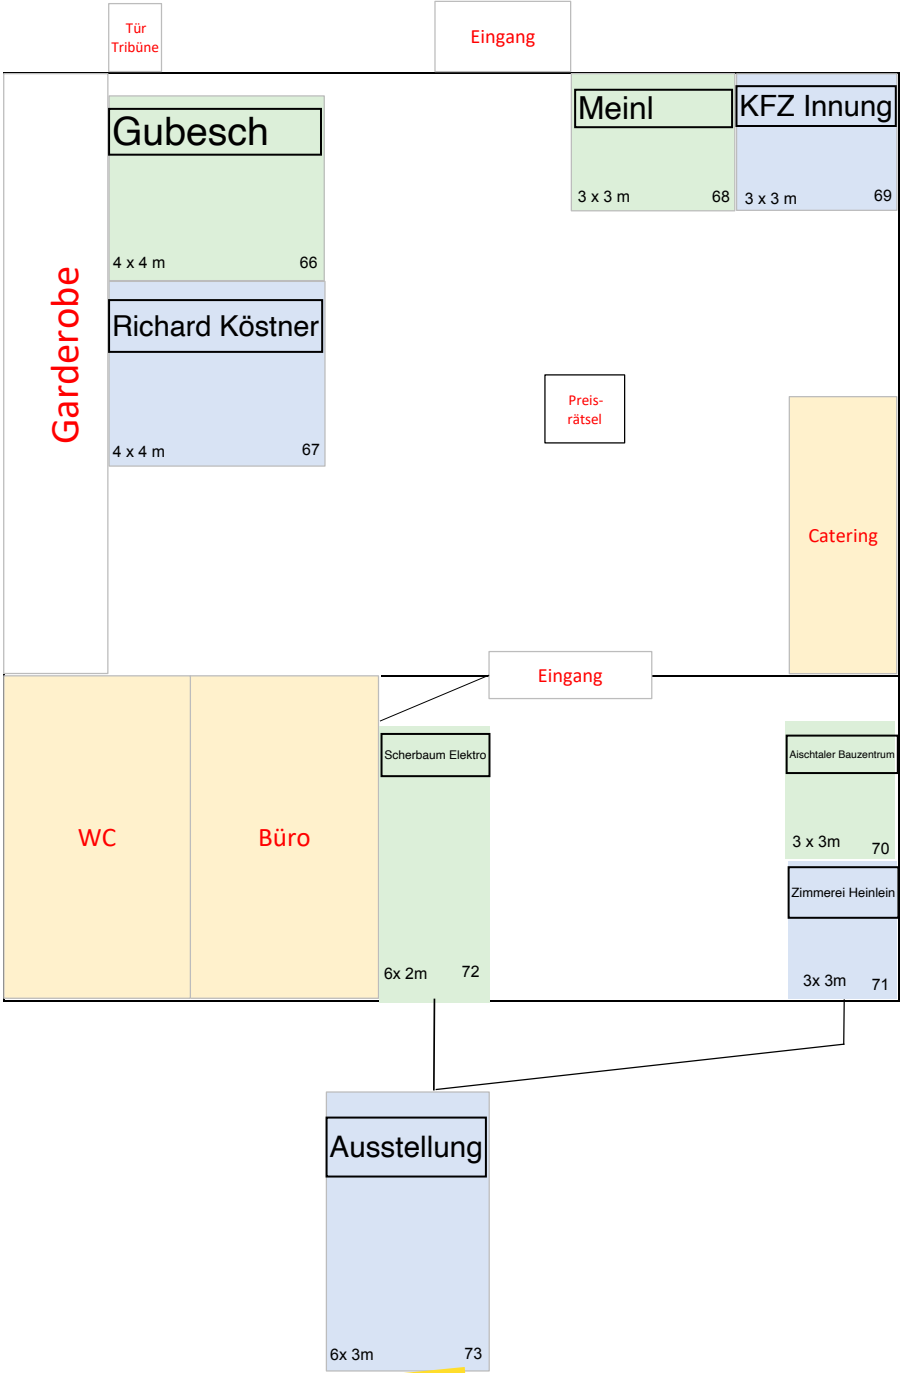 Tür
Tribüne
Eingang
Gubesch
4 x 4 m
66
Meinl
3 x 3 m
68
KFZ Innung
3 x 3 m
69
Garderobe
Richard Köstner
4 x 4 m
67
Preis-
rätsel
Catering
Eingang
WC
Büro
Scherbaum Elektro
6x 2m
72
Aischtaler Bauzentrum
3 x 3m
70
Zimmerei Heinlein
3x 3m
71
Ausstellung
6x 3m
73